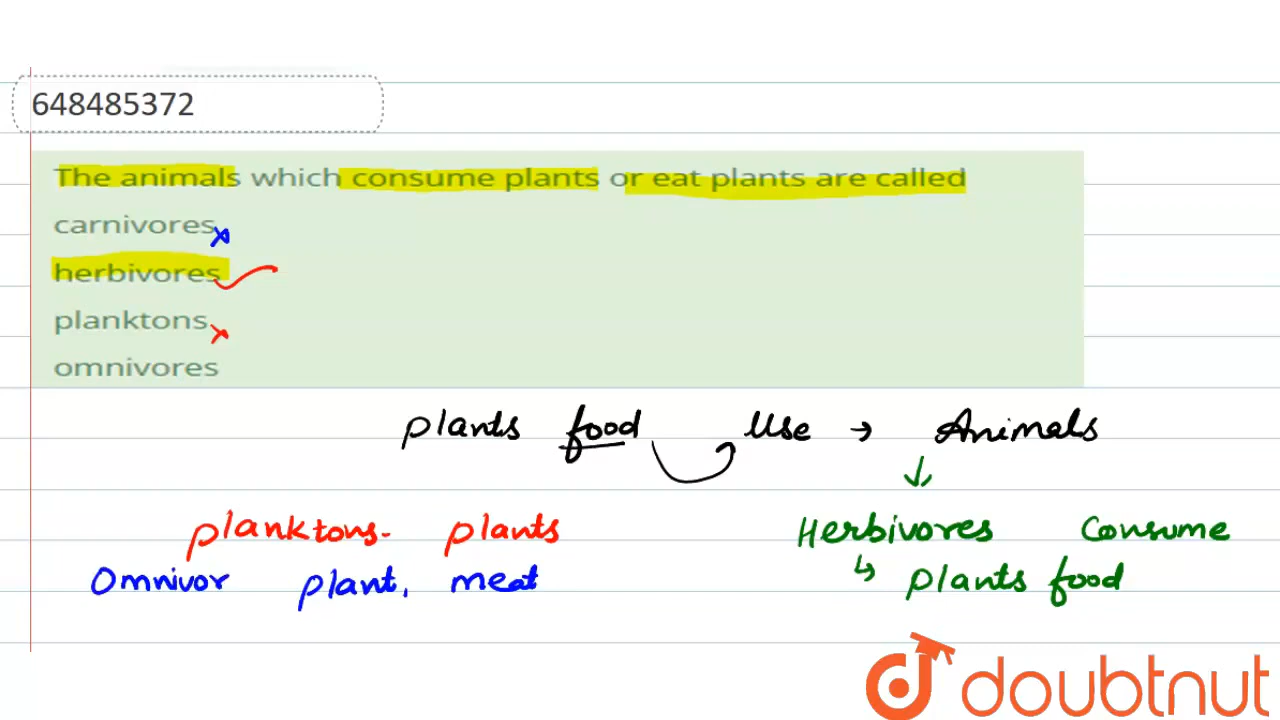 648485372
The animals which consume plants or eat plants are called
carnivores
herbivores
planktons
omnivores
plants food Use → Animals
planktons. plants Herbivores Consume
Omnivor plant, meat ↳ plants food
doubtnut